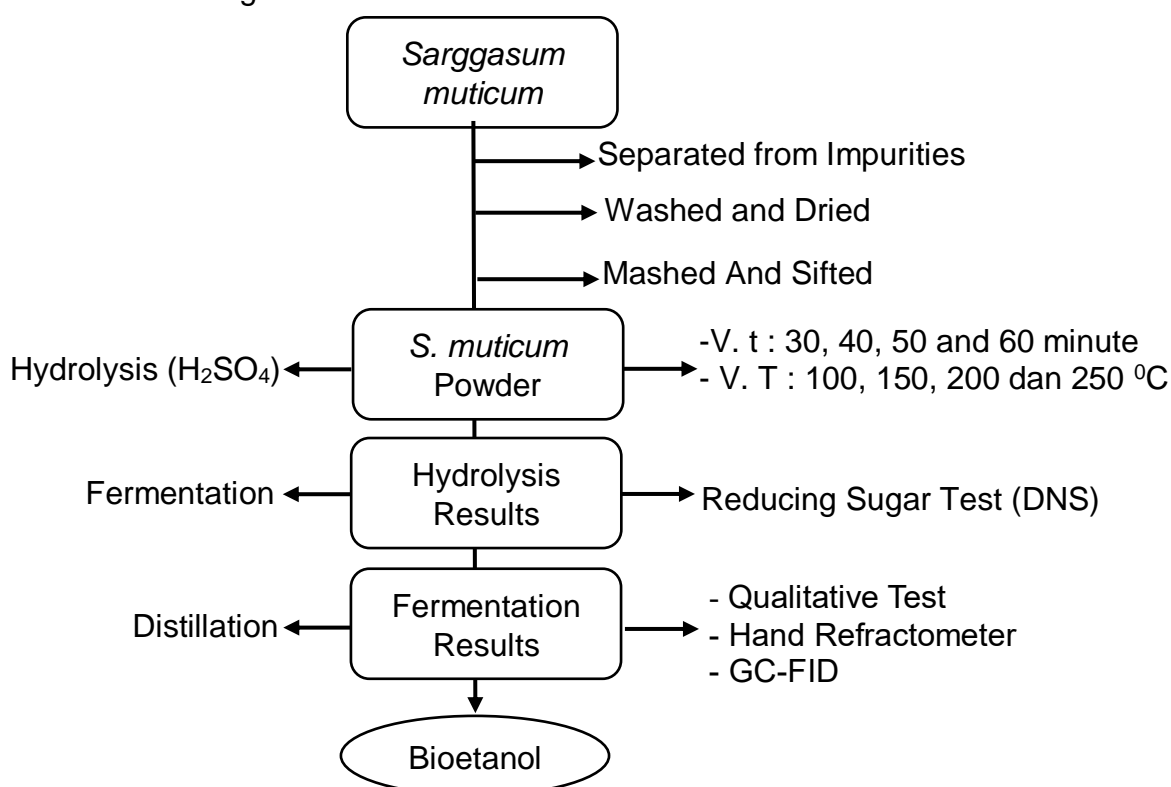 Sarggasum
muticum
Separated from Impurities
Washed and Dried
Mashed And Sifted
Hydrolysis (H₂SO₄)
S. muticum
Powder
-V. t : 30, 40, 50 and 60 minute
- V. T : 100, 150, 200 dan 250 ⁰C
Fermentation
Hydrolysis
Results
Reducing Sugar Test (DNS)
Distillation
Fermentation
Results
- Qualitative Test
- Hand Refractometer
- GC-FID
Bioetanol